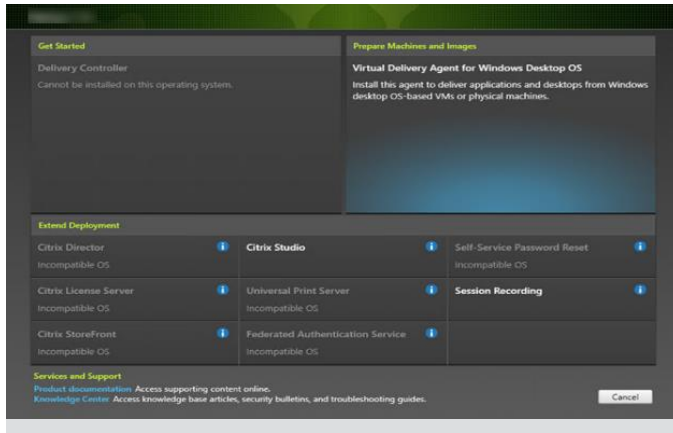 Get Started
Prepare Machines and Images
Delivery Controller
Cannot be installed on this operating system.
Virtual Delivery Agent for Windows Desktop OS
Install this agent to deliver applications and desktops from Windows
desktop OS-based VMs or physical machines.
Extend Deployment
Citrix Director
Incompatible OS
Citrix Studio
Self-Service Password Reset
Incompatible OS
Citrix License Server
Incompatible OS
Universal Print Server
Incompatible OS
Session Recording
Citrix StoreFront
Incompatible OS
Federated Authentication Service
Incompatible OS
Services and Support
Product documentation Access supporting content online.
Knowledge Center Access knowledge base articles, security bulletins, and troubleshooting guides.
Cancel